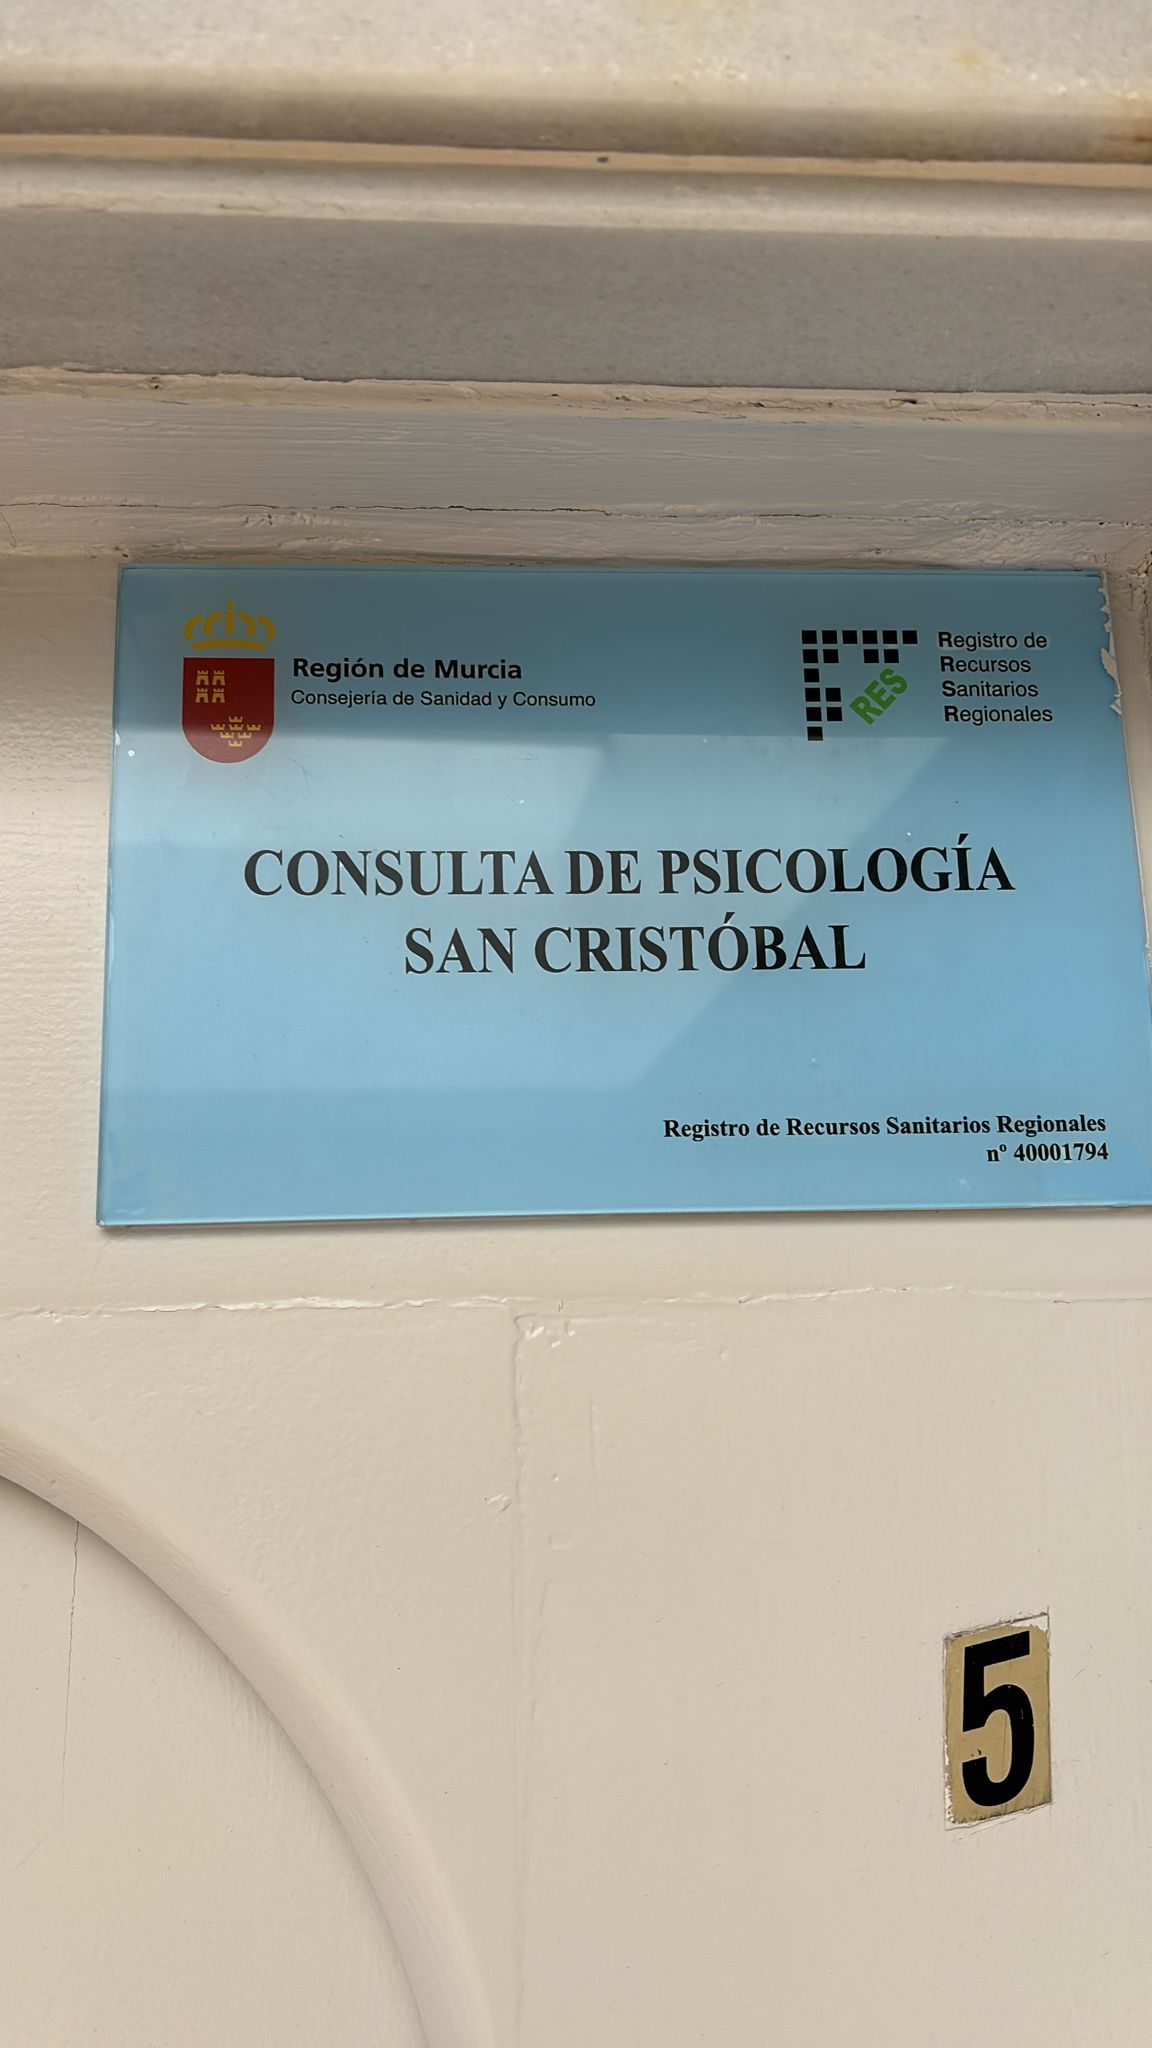 Región de Murcia
Consejería de Sanidad y Consumo
RES
Registro de
Recursos
Sanitarios
Regionales
CONSULTA DE PSICOLOGÍA
SAN CRISTÓBAL
Registro de Recursos Sanitarios Regionales
nº 40001794
5